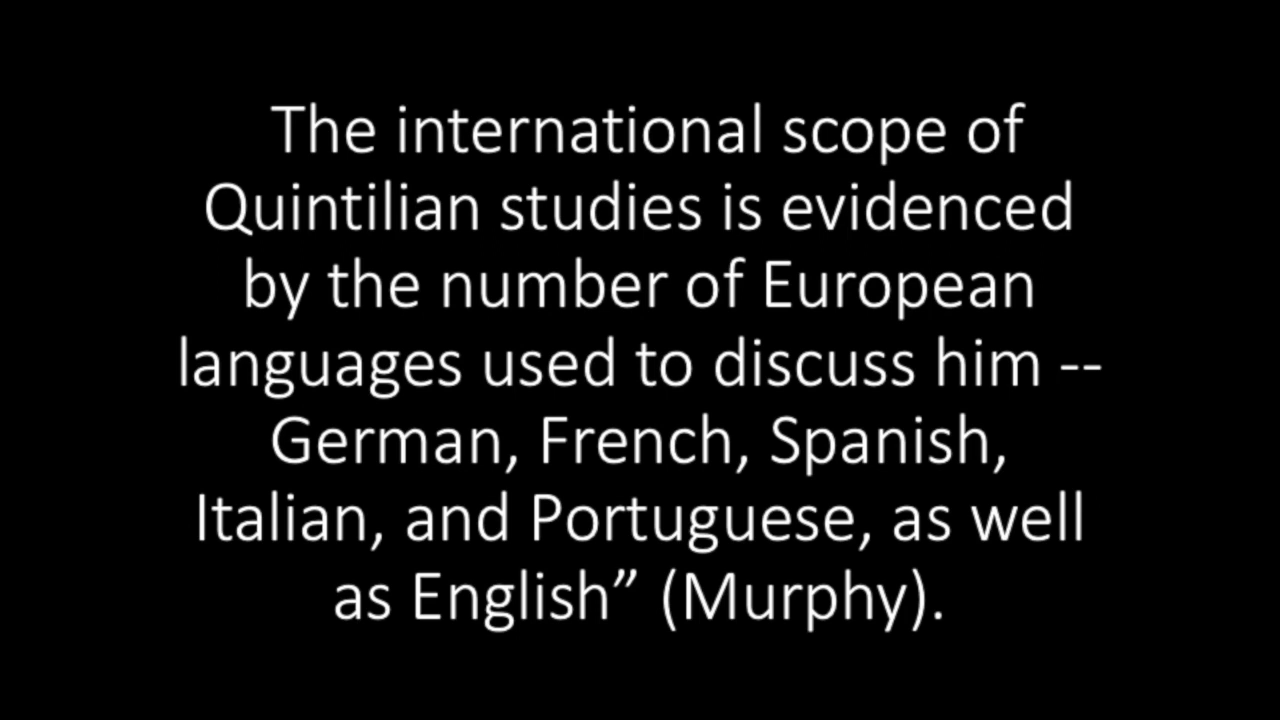 The international scope of
Quintilian studies is evidenced
by the number of European
languages used to discuss him --
German, French, Spanish,
Italian, and Portuguese, as well
as English” (Murphy).